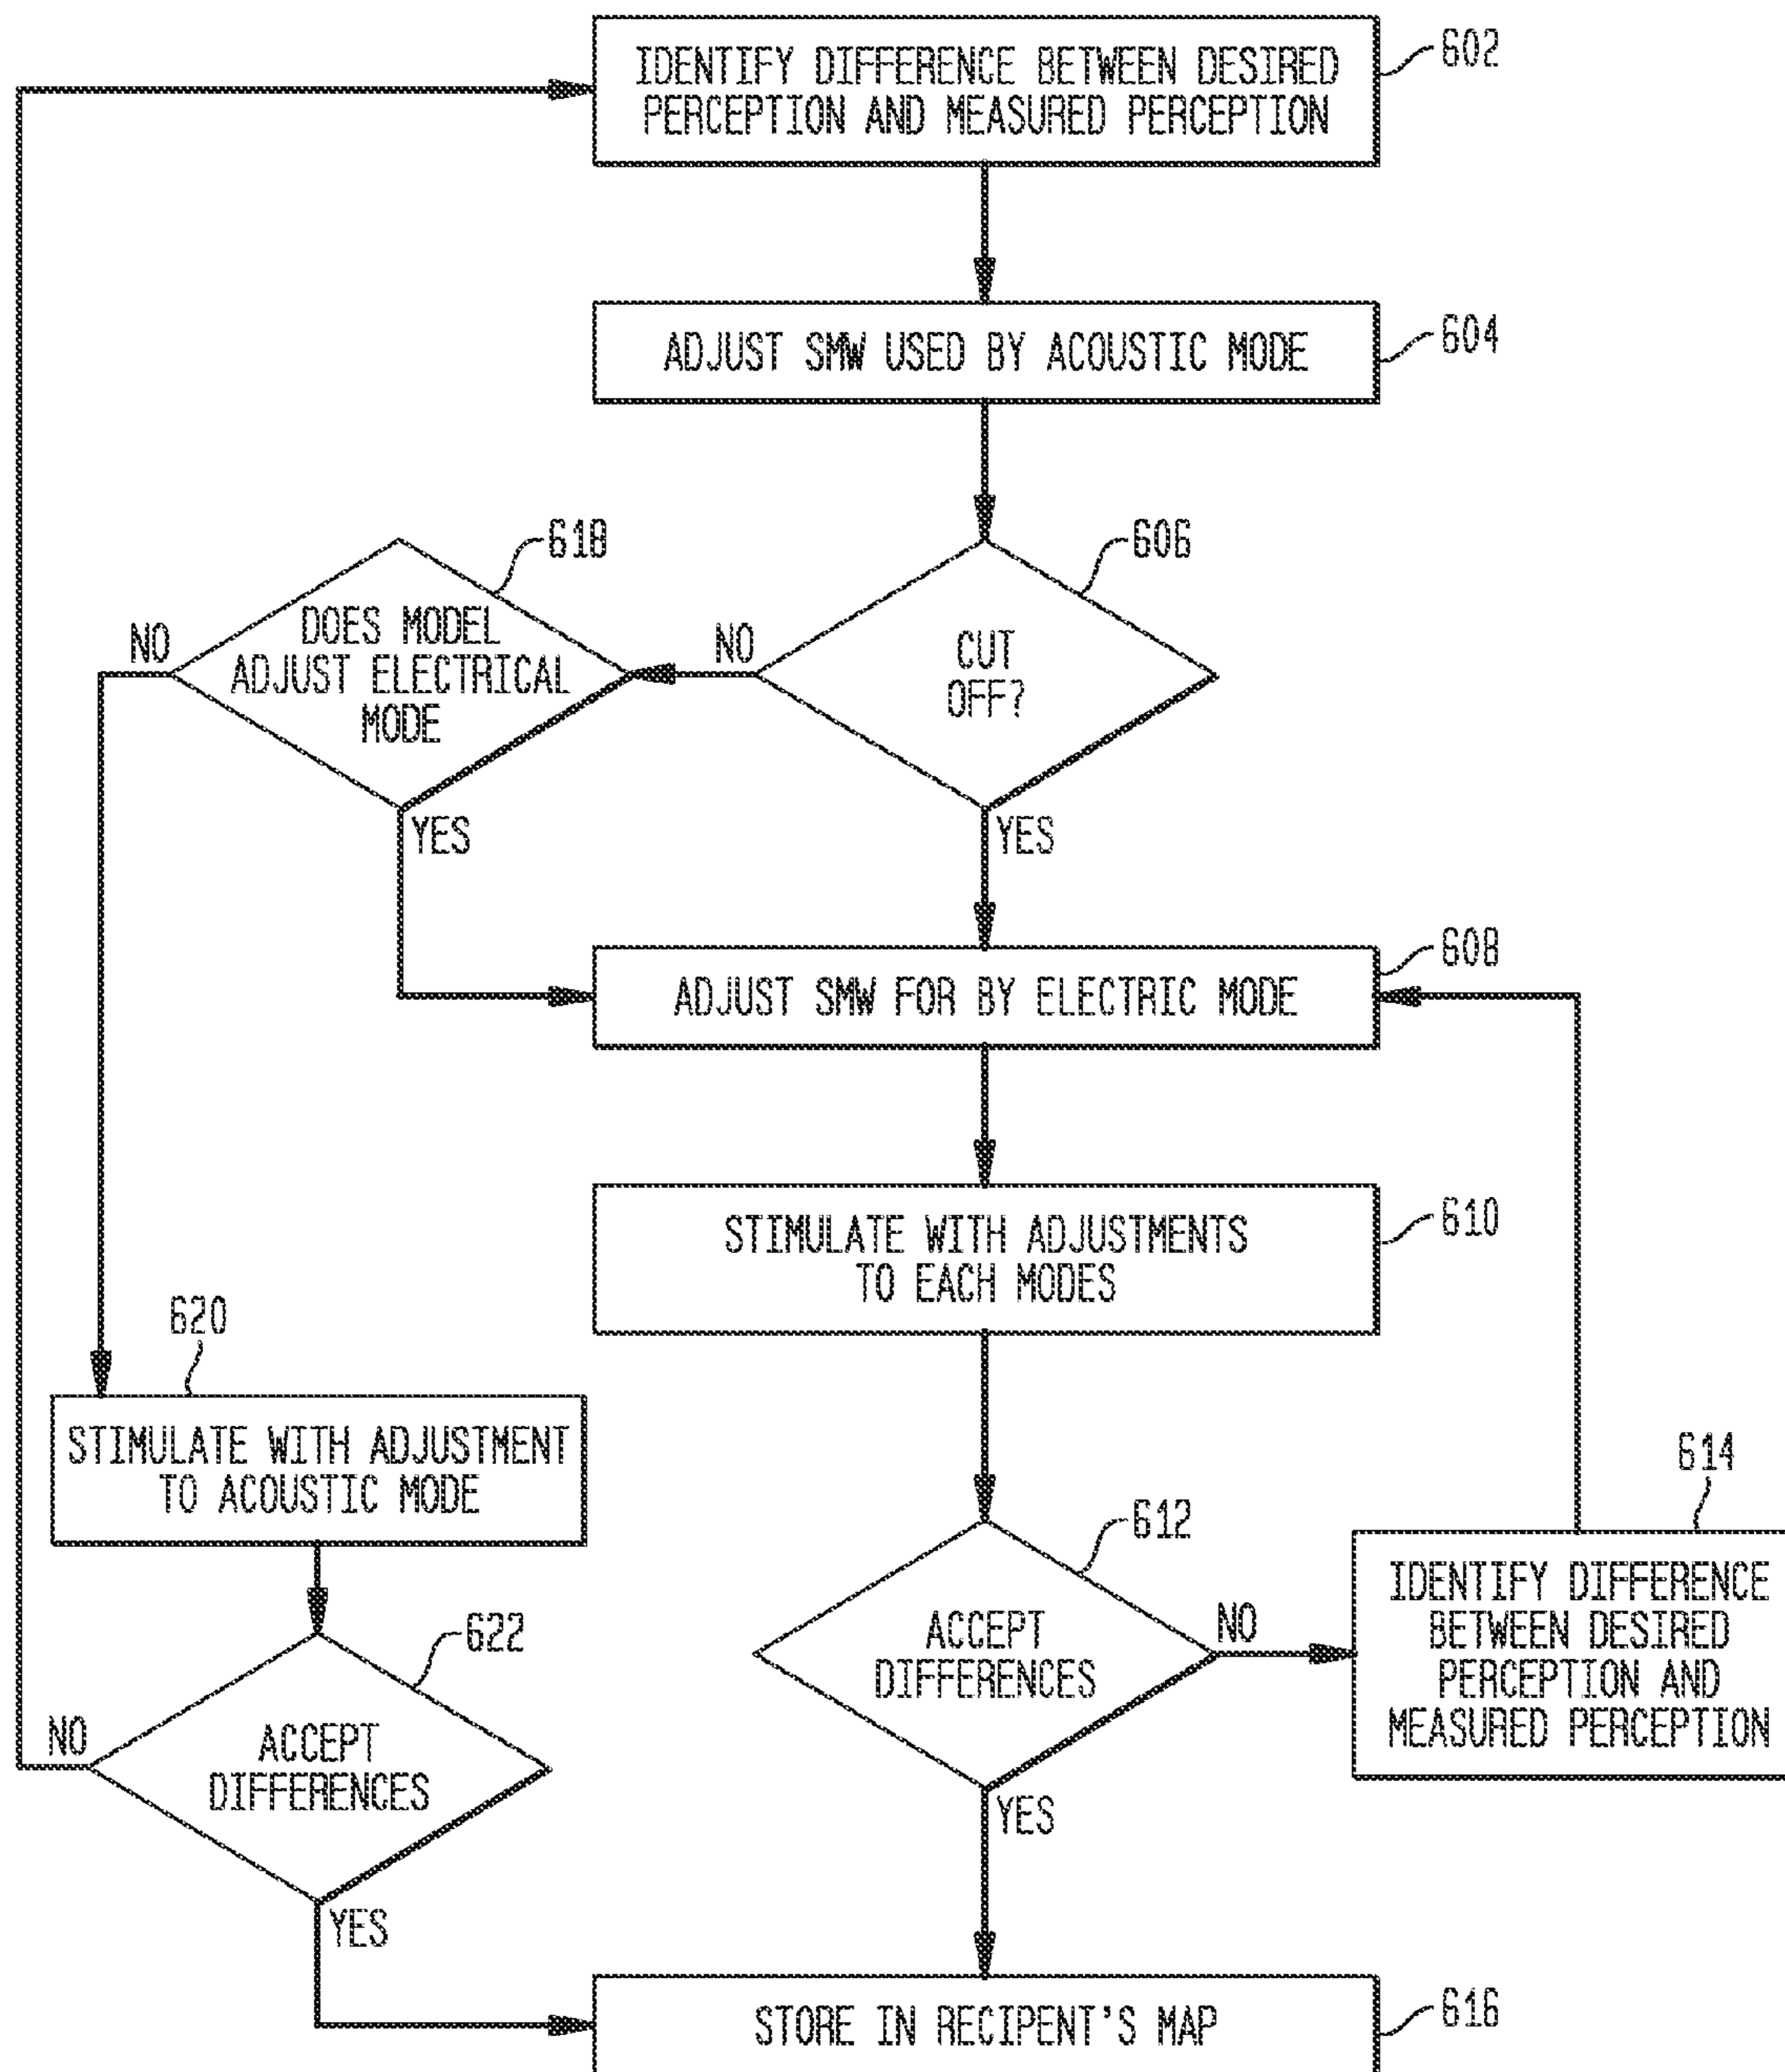 IDENTIFY DIFFERENCE BETWEEN DESIRED
PERCEPTION AND MEASURED PERCEPTION
602
ADJUST SMW USED BY ACOUSTIC MODE
604
618
606
NO
DOES MODEL
ADJUST ELECTRICAL
MODE
NO
CUT
OFF?
YES
YES
ADJUST SMW FOR BY ELECTRIC MODE
608
STIMULATE WITH ADJUSTMENTS
TO EACH MODES
610
620
STIMULATE WITH ADJUSTMENT
TO ACOUSTIC MODE
614
612
IDENTIFY DIFFERENCE
BETWEEN DESIRED
PERCEPTION AND
MEASURED PERCEPTION
ACCEPT
DIFFERENCES
NO
622
NO
ACCEPT
DIFFERENCES
YES
YES
STORE IN RECIPENT'S MAP
616